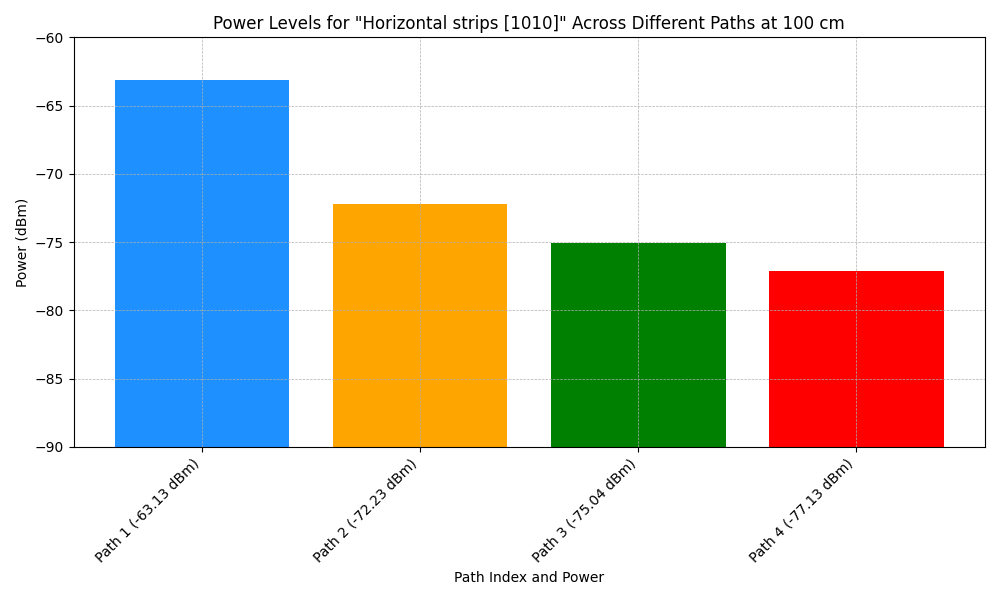 Power Levels for "Horizontal strips [1010]" Across Different Paths at 100 cm
Power (dBm)
−60
−65
−70
−75
−80
−85
−90
Path 1 (-63.13 dBm)
Path 2 (-72.23 dBm)
Path 3 (-75.04 dBm)
Path 4 (-77.13 dBm)
Path Index and Power